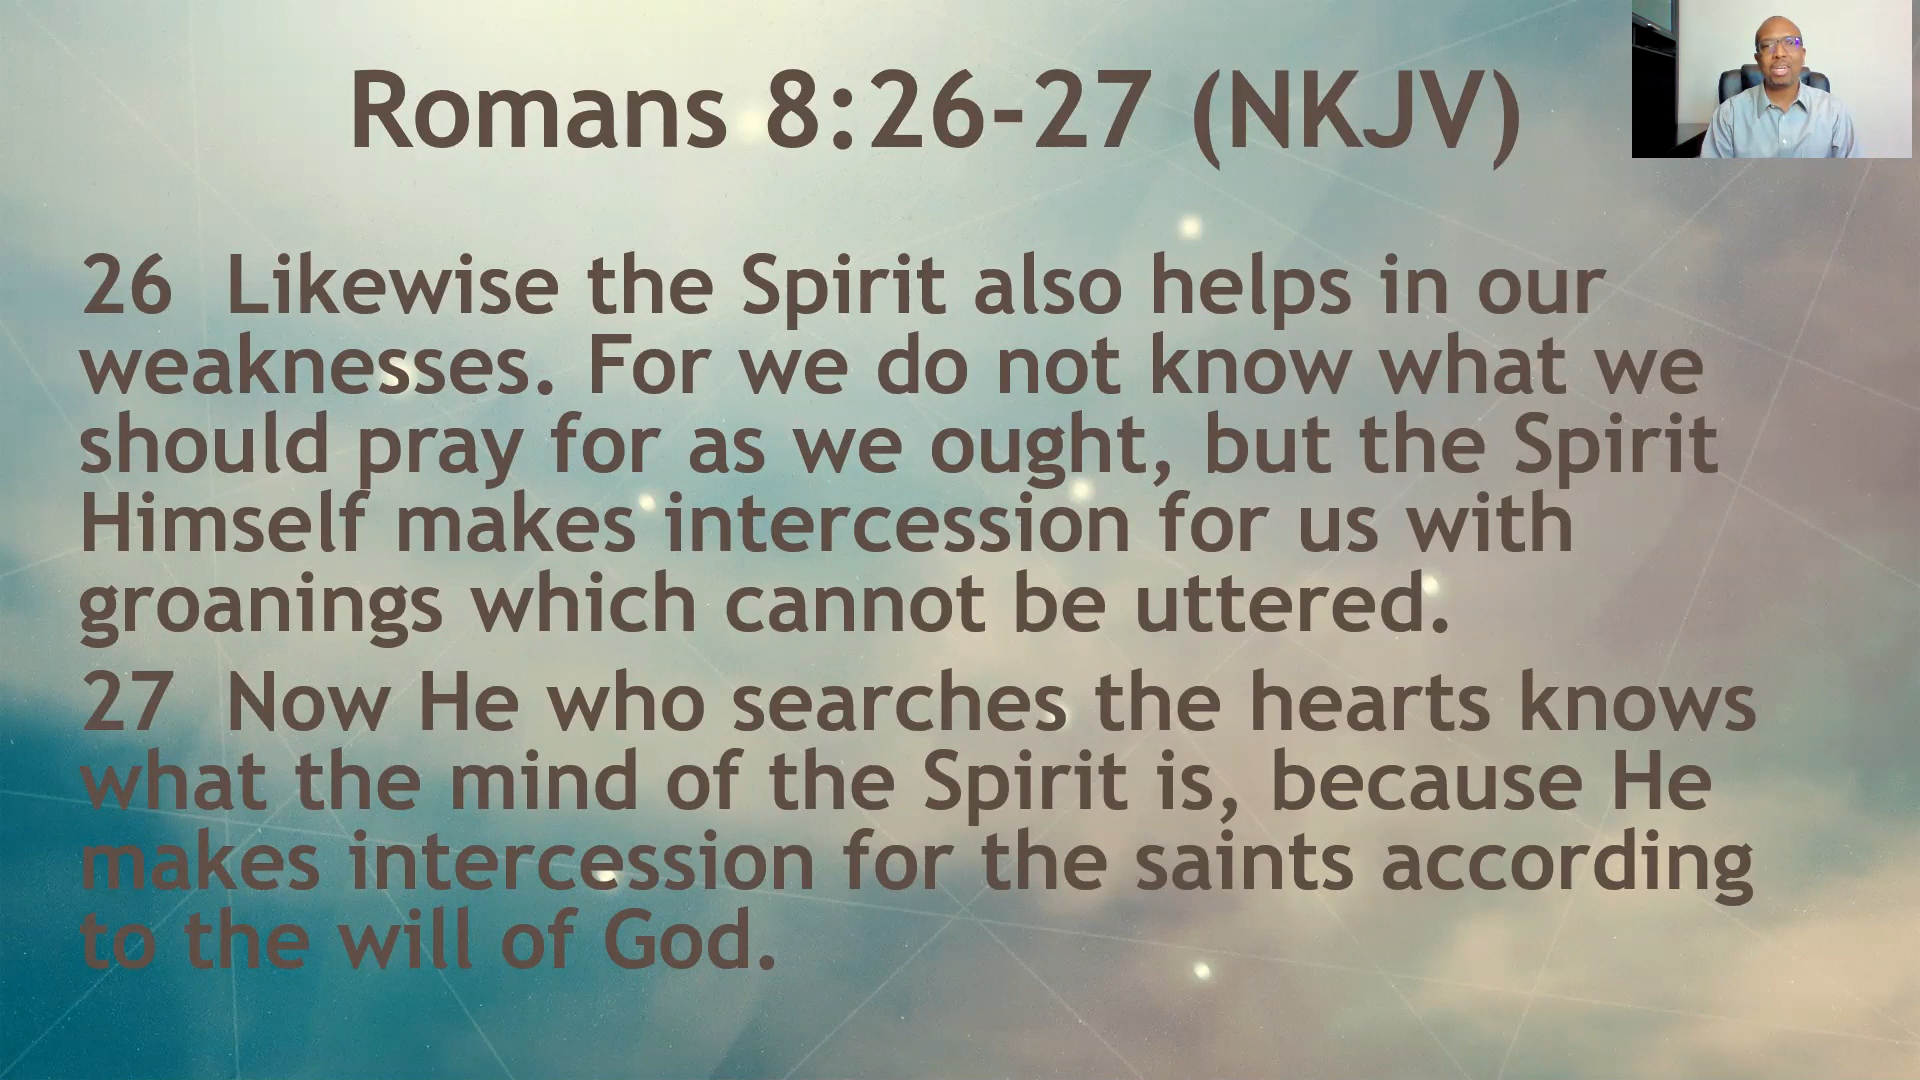 Romans 8:26-27 (NKJV)
26 Likewise the Spirit also helps in our
weaknesses. For we do not know what we
should pray for as we ought, but the Spirit
Himself makes intercession for us with
groanings which cannot be uttered.
27 Now He who searches the hearts knows
what the mind of the Spirit is, because He
makes intercession for the saints according
to the will of God.